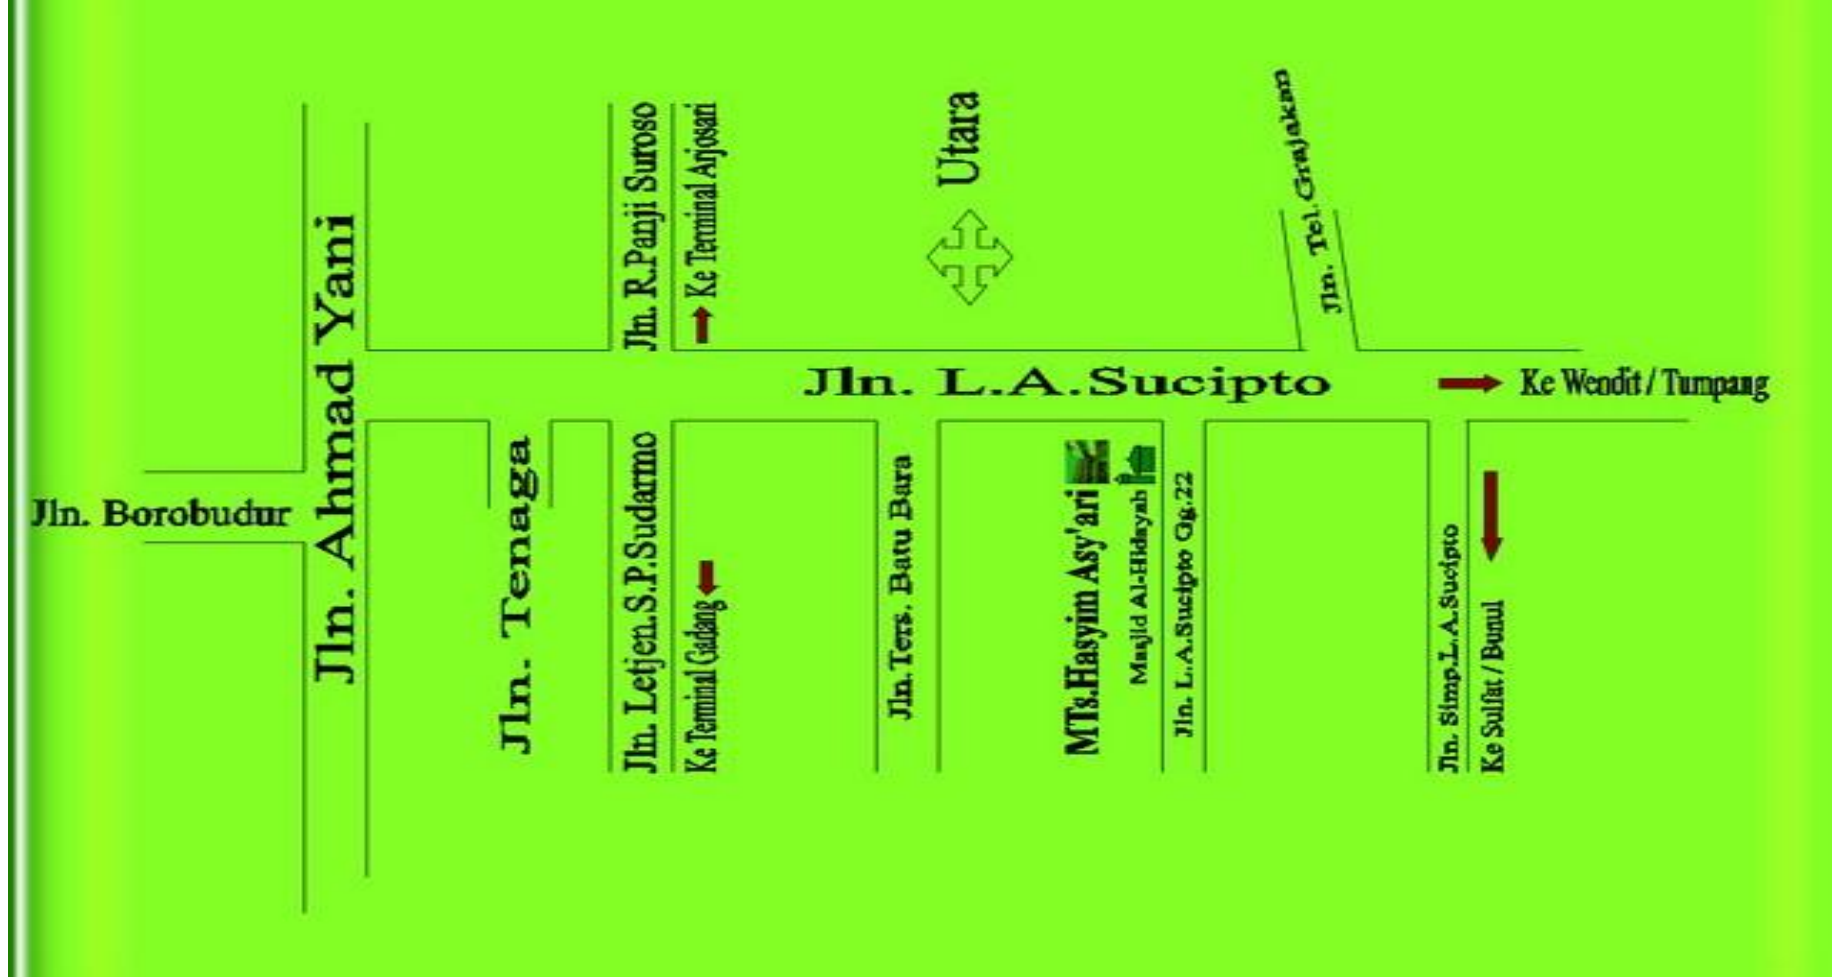 Jln. Borobudur
Jln. Ahmad Yani
Jln. Tenaga
Jln. R.Panji Suroso
Ke Terminal Arjosari
Jln. Letjen.S.P.Sudarmo
Ke Terminal Gadang
Utara
Jln. L.A.Sucipto
Jln. Tel.Grajakan
Ke Wendit / Tumpang
Jln.Ters. Batu Bara
MTs.Hasyim Asy'ari
Masjid Al-Hidayah
Jln. L.A.Sucipto Gg.22
Jln. Simp.L.A.Sucipto
Ke Sulfat / Bunul